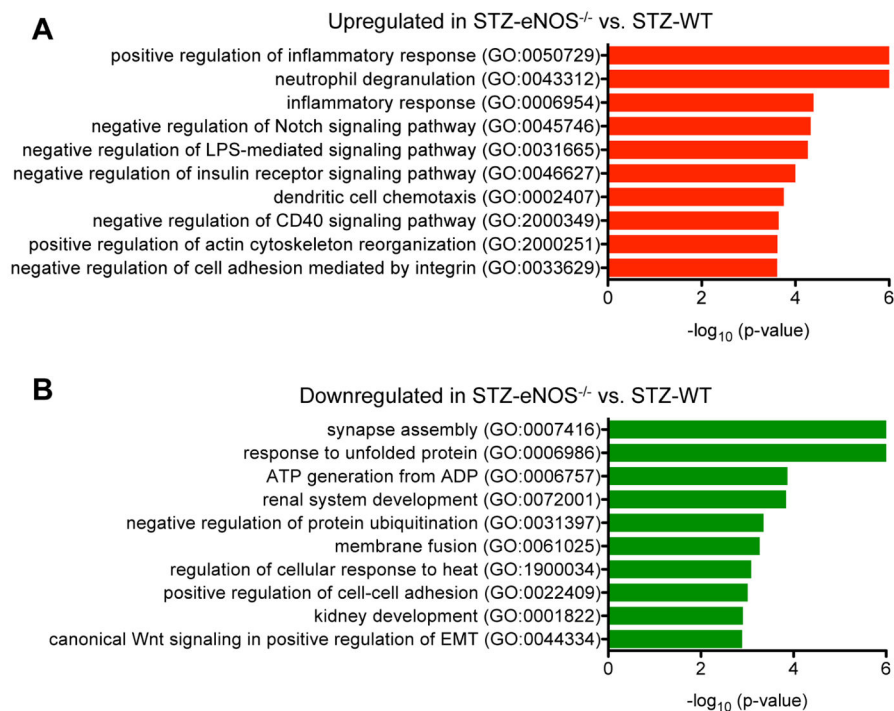 A
Upregulated in STZ-eNOS-/- vs. STZ-WT
positive regulation of inflammatory response (GO:0050729)
neutrophil degranulation (GO:0043312)
inflammatory response (GO:0006954)
negative regulation of Notch signaling pathway (GO:0045746)
negative regulation of LPS-mediated signaling pathway (GO:0031665)
negative regulation of insulin receptor signaling pathway (GO:0046627)
dendritic cell chemotaxis (GO:0002407)
negative regulation of CD40 signaling pathway (GO:2000349)
positive regulation of actin cytoskeleton reorganization (GO:2000251)
negative regulation of cell adhesion mediated by integrin (GO:0033629)
0 2 4 6
-log10 (p-value)
B
Downregulated in STZ-eNOS-/- vs. STZ-WT
synapse assembly (GO:0007416)
response to unfolded protein (GO:0006986)
ATP generation from ADP (GO:0006757)
renal system development (GO:0072001)
negative regulation of protein ubiquitination (GO:0031397)
membrane fusion (GO:0061025)
regulation of cellular response to heat (GO:1900034)
positive regulation of cell-cell adhesion (GO:0022409)
kidney development (GO:0001822)
canonical Wnt signaling in positive regulation of EMT (GO:0044334)
0 2 4 6
-log10 (p-value)